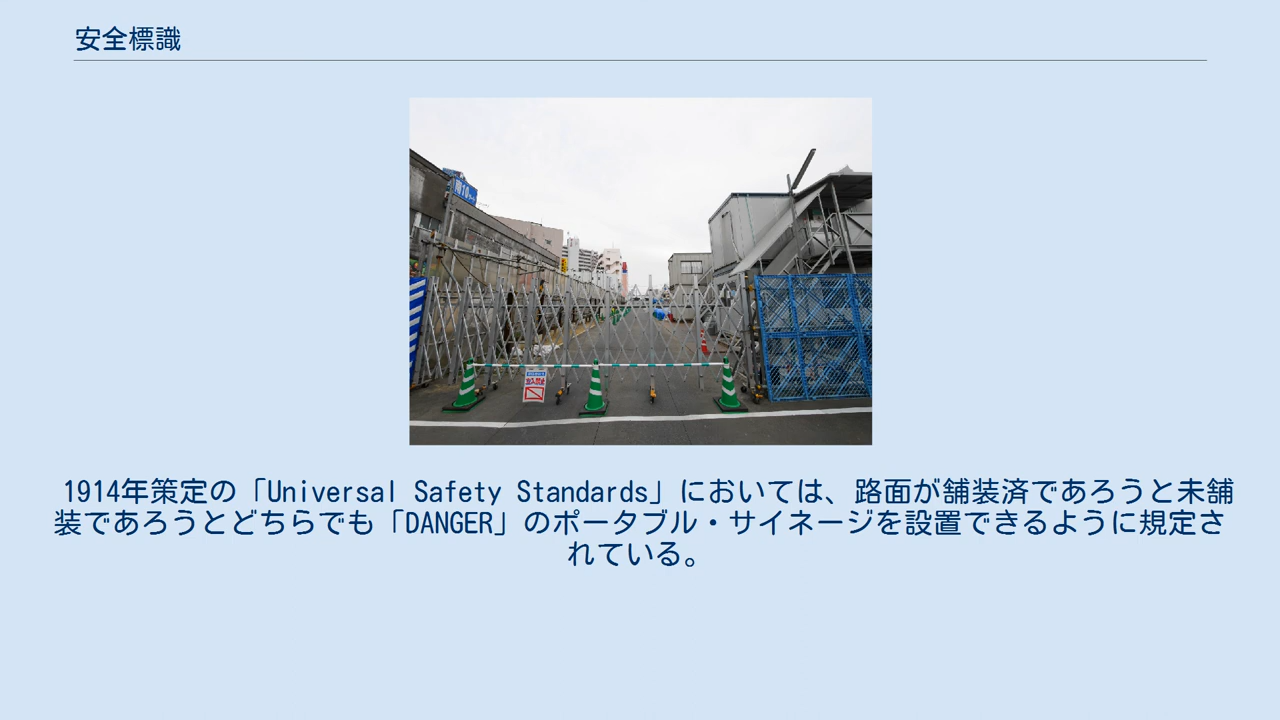 安全標識
1914年策定の「Universal Safety Standards」においては、路面が舗装済であろうと未舗
装であろうとどちらでも「DANGER」のポータブル・サイネージを設置できるように規定さ
れている。